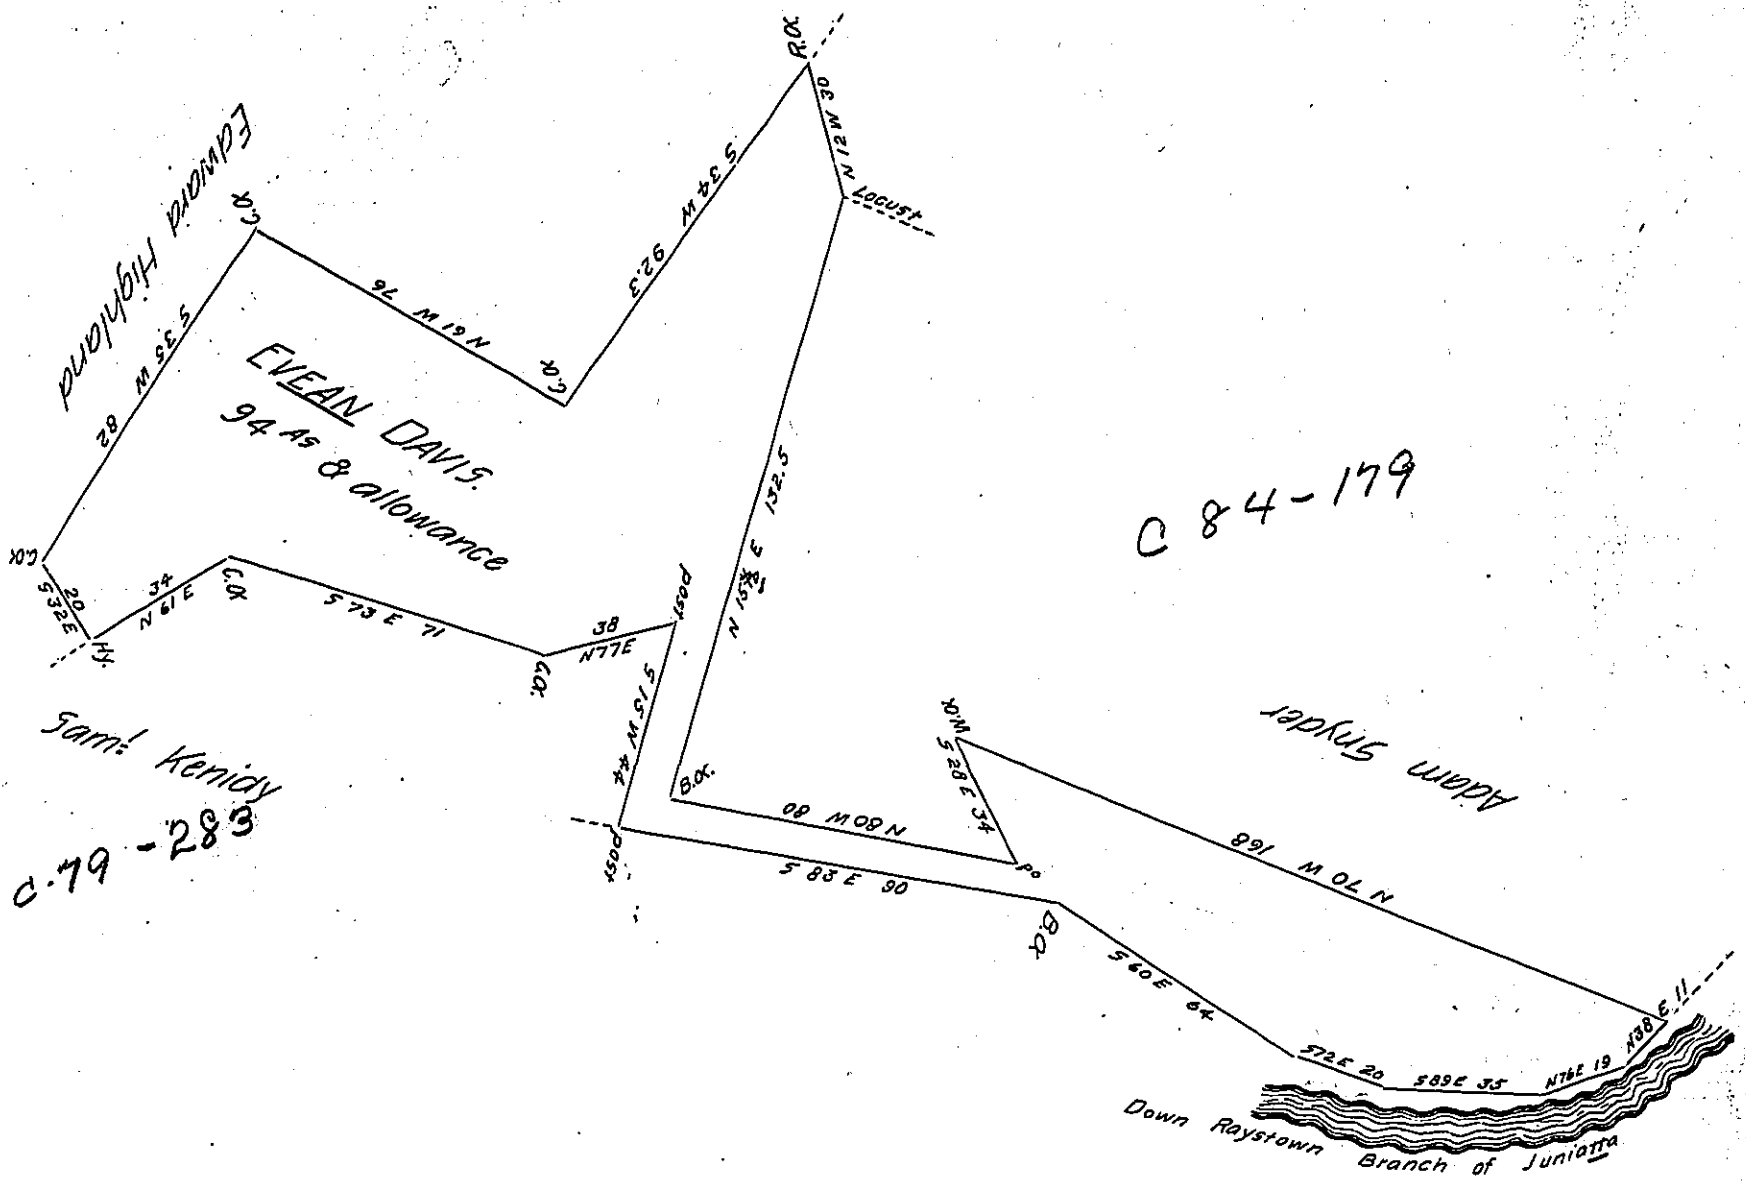 R.O.
N 12 W 30
Locust
Edward Highland
C.O.
S 34 W 92.3
N 61 W 76
C.O.
S 35 W 82
EVEAN DAVIS.
94 As & allowance
N 15 E 132.5
C 84-179
C.O.
S 32 E 20
Hy.
34
N 61 E
C.O.
S 73 E 71
C.O.
38
N 77 E
Post
S 15 W 44
Post
B.O.
N 80 W 80
S 83 E 90
W.O.
S 28 E 34
Po
Adam Snyder
N 70 W 168
Sam! Kenidy
C. 79 - 283
B.O.
S 60 E 64
S 72 E 20
S 89 E 35
N 76 E 19
N 38 E 11
Down Raystown Branch of Juniatta